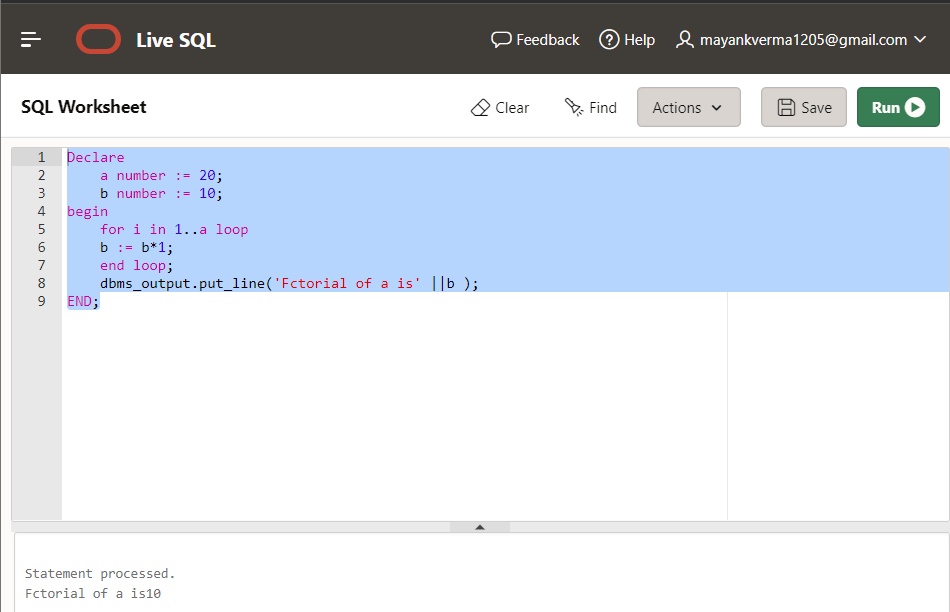 Live SQL Feedback Help mayankverma1205@gmail.com
SQL Worksheet Clear Find Actions Save Run
1 Declare
2     a number := 20;
3     b number := 10;
4 begin
5     for i in 1..a loop
6     b := b*1;
7     end loop;
8     dbms_output.put_line('Fctorial of a is' ||b );
9 END;
Statement processed.
Fctorial of a is10